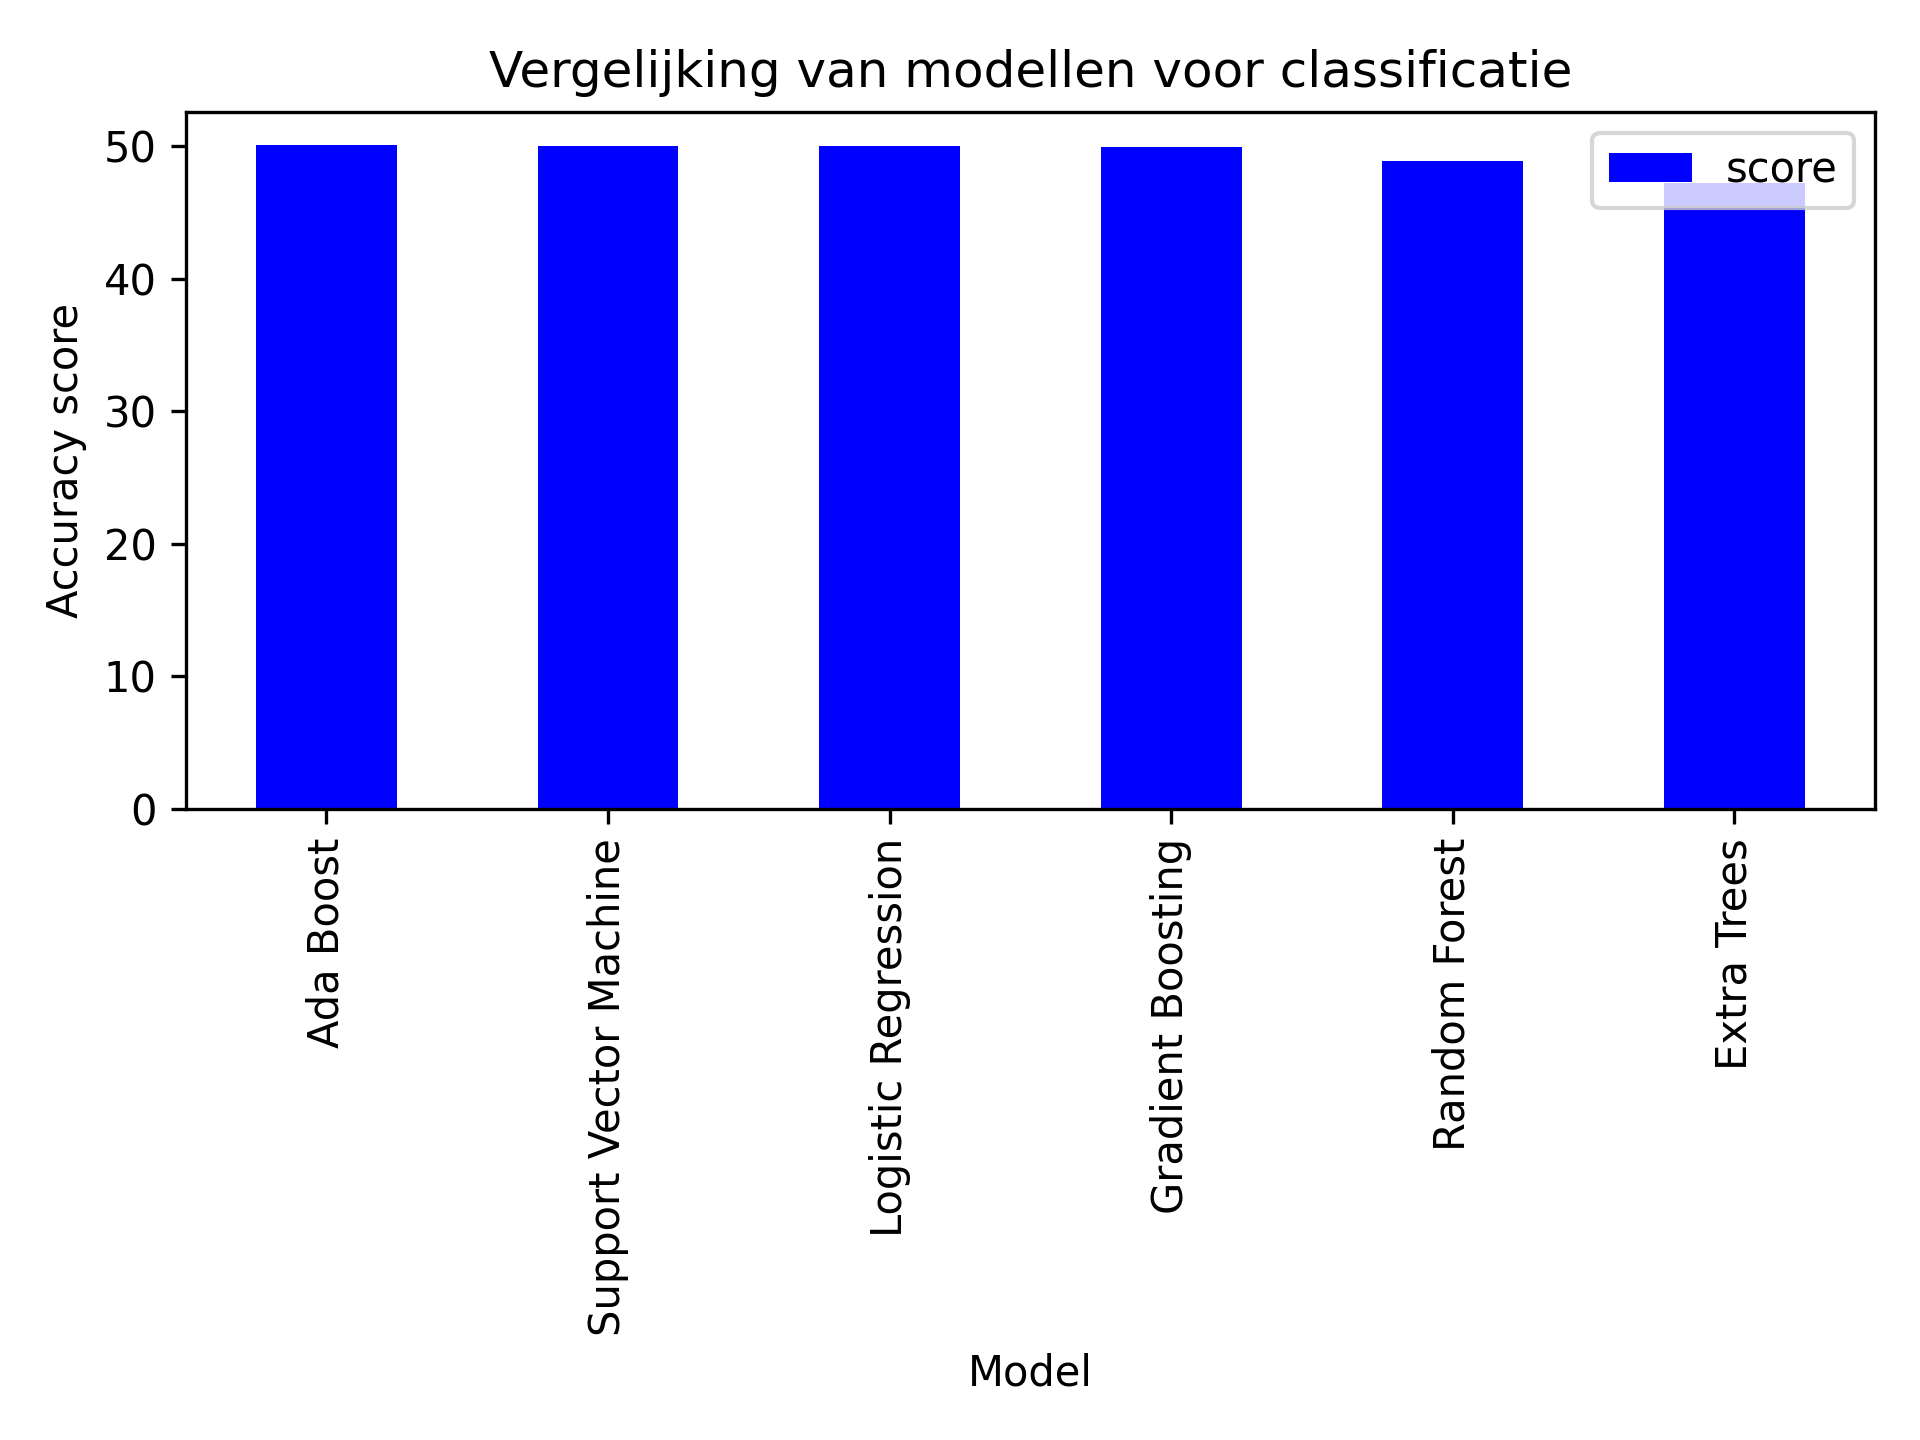 Vergelijking van modellen voor classificatie
score
Accuracy score
50
40
30
20
10
0
Ada Boost
Support Vector Machine
Logistic Regression
Gradient Boosting
Random Forest
Extra Trees
Model